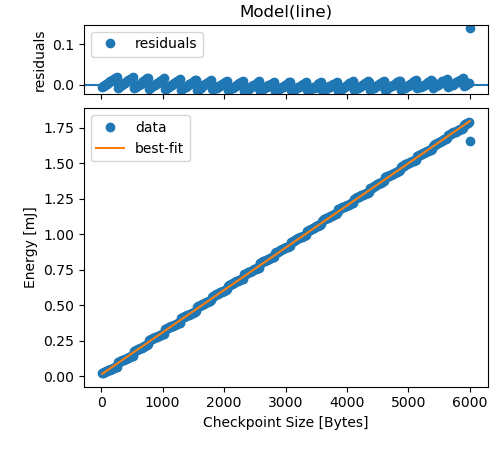 Model(line)
residuals
0.1
0.0
residuals
Energy [mJ]
1.75
1.50
1.25
1.00
0.75
0.50
0.25
0.00
data
best-fit
0 1000 2000 3000 4000 5000 6000
Checkpoint Size [Bytes]